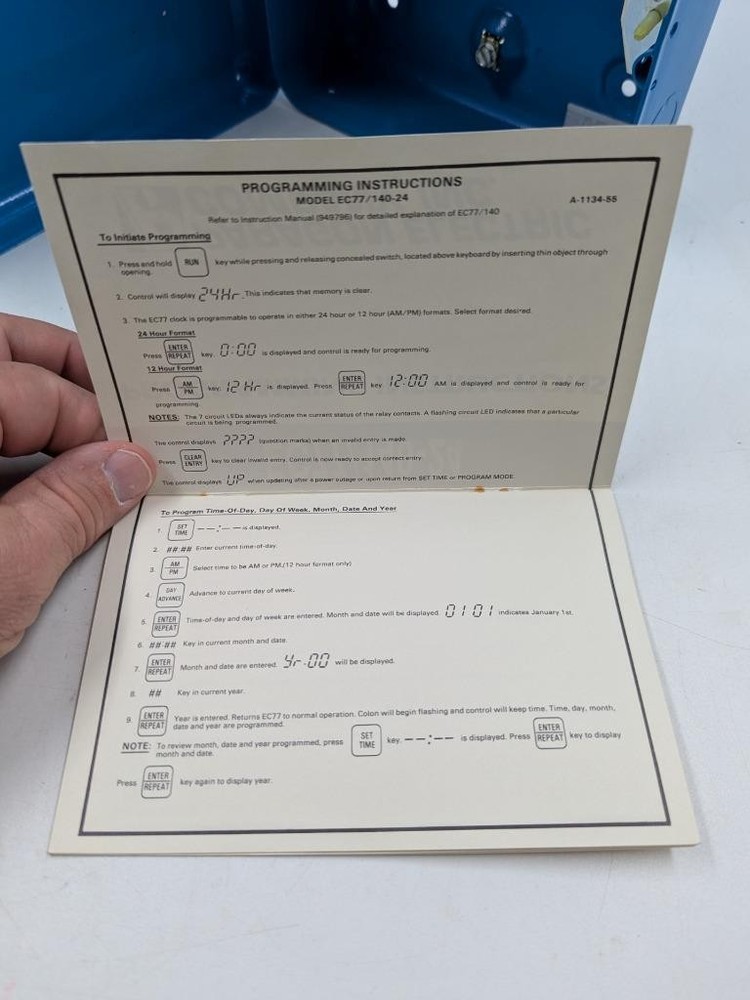 PROGRAMMING INSTRUCTIONS
MODEL EC77/140-24
A-1134-55
Refer to Instruction Manual (949796) for detailed explanation of EC77/140
To Initiate Programming
1. Press and hold RUN key while pressing and releasing concealed switch, located above keyboard by inserting thin object through
opening.
2. Control will display 24Hr. This indicates that memory is clear.
3. The EC77 clock is programmable to operate in either 24 hour or 12 hour (AM/PM) formats. Select format desired.
24 Hour Format
Press ENTER REPEAT key. 0:00 is displayed and control is ready for programming.
12 Hour Format
Press AM PM key. 12 Hr is displayed. Press ENTER REPEAT key 12:00 AM is displayed and control is ready for
programming.
NOTES: The 7 circuit LEDs always indicate the current status of the relay contacts. A flashing circuit LED indicates that a particular
circuit is being programmed.
The control displays ???? (question marks) when an invalid entry is made.
Press CLEAR ENTRY key to clear invalid entry. Control is now ready to accept correct entry.
The control displays UP when updating after a power outage or upon return from SET TIME or PROGRAM MODE.
To Program Time-Of-Day, Day Of Week, Month, Date And Year
1. SET TIME ——:—— is displayed.
2. ##:## Enter current time-of-day.
3. AM PM Select time to be AM or PM.(12 hour format only)
4. DAY ADVANCE Advance to current day of week.
5. ENTER REPEAT Time-of-day and day of week are entered. Month and date will be displayed. 0101 indicates January 1st.
6. ##-## Key in current month and date.
7. ENTER REPEAT Month and date are entered. Yr-00 will be displayed.
8. ## Key in current year.
9. ENTER REPEAT Year is entered. Returns EC77 to normal operation. Colon will begin flashing and control will keep time. Time, day, month,
date and year are programmed.
NOTE: To review month, date and year programmed, press SET TIME key. ——:—— is displayed. Press ENTER REPEAT key to display
month and date.
Press ENTER REPEAT key again to display year.